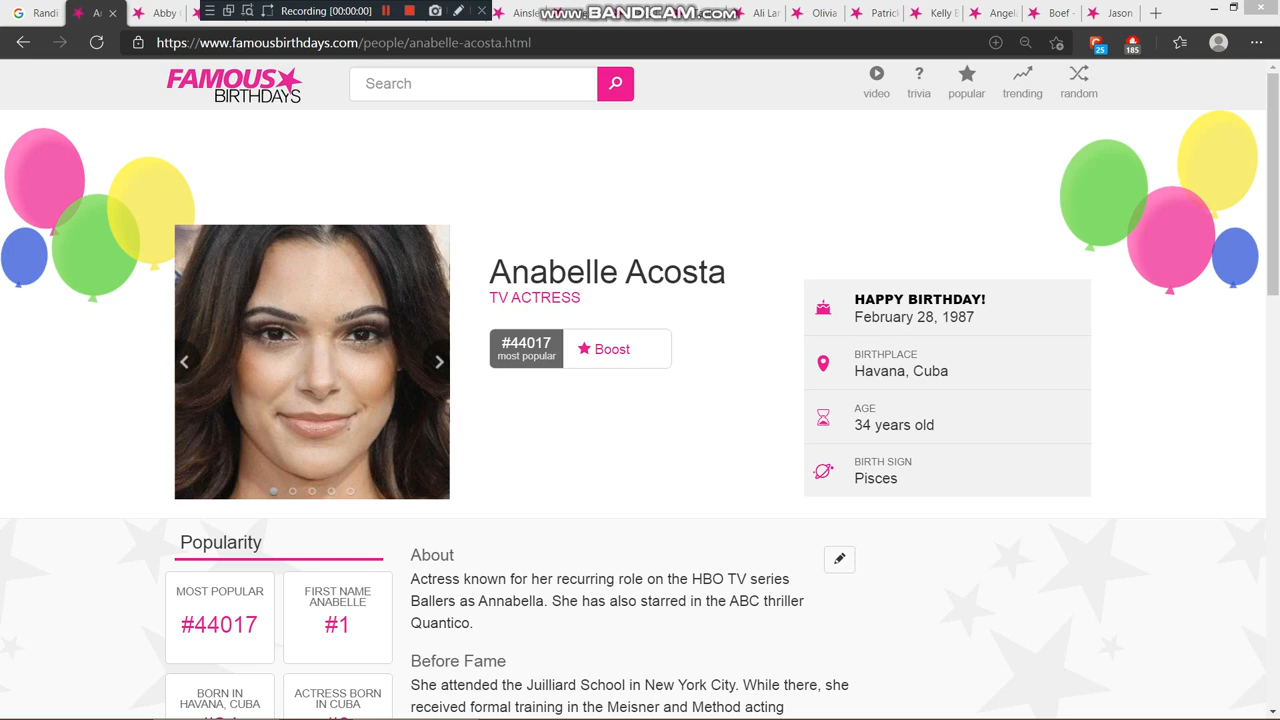 Randi
Abby
Recording [00:00:00]
Ainsle
www.BANDICAM.com
Ali Lar
Olivia
Patrici
Kelly E
Angel
Boef -
Jason
https://www.famousbirthdays.com/people/anabelle-acosta.html
25
185
FAMOUS
BIRTHDAYS
Search
video
trivia
popular
trending
random
Anabelle Acosta
TV ACTRESS
#44017
most popular
Boost
HAPPY BIRTHDAY!
February 28, 1987
BIRTHPLACE
Havana, Cuba
AGE
34 years old
BIRTH SIGN
Pisces
Popularity
MOST POPULAR
#44017
FIRST NAME
ANABELLE
#1
BORN IN
HAVANA, CUBA
ACTRESS BORN
IN CUBA
About
Actress known for her recurring role on the HBO TV series
Ballers as Annabella. She has also starred in the ABC thriller
Quantico.
Before Fame
She attended the Juilliard School in New York City. While there, she
received formal training in the Meisner and Method acting